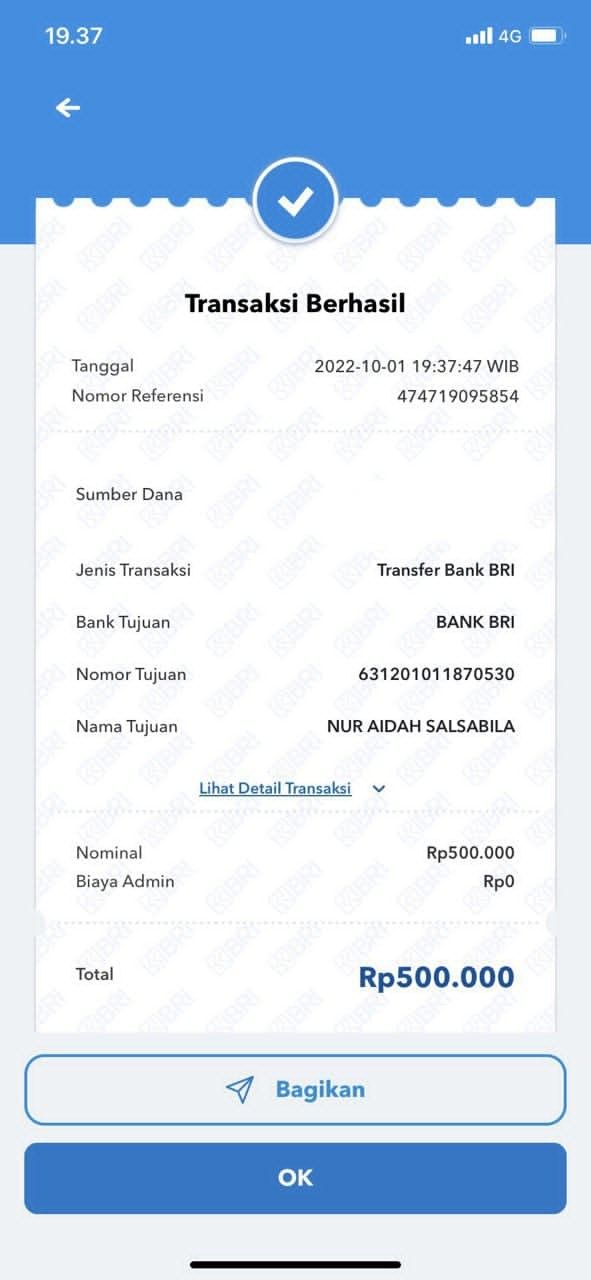 19.37 4G
Transaksi Berhasil
Tanggal 2022-10-01 19:37:47 WIB
Nomor Referensi 474719095854
Sumber Dana
Jenis Transaksi Transfer Bank BRI
Bank Tujuan BANK BRI
Nomor Tujuan 631201011870530
Nama Tujuan NUR AIDAH SALSABILA
Lihat Detail Transaksi
Nominal Rp500.000
Biaya Admin Rp0
Total Rp500.000
Bagikan
OK